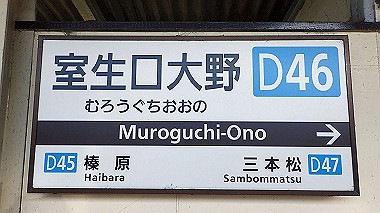 室生口大野 D46
むろうぐちおおの
Muroguchi-Ono →
D45 榛原 三本松 D47
Haibara Sambommatsu